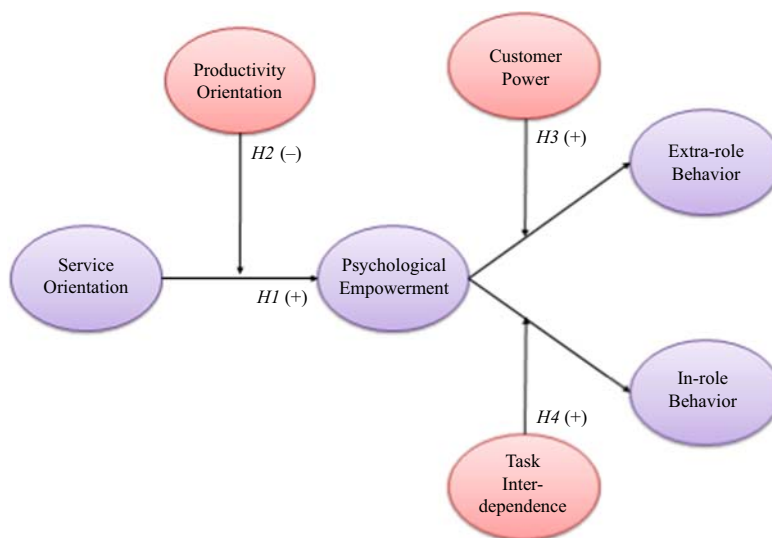 Productivity
Orientation
Customer
Power
H2 (–)
H3 (+)
Extra-role
Behavior
Service
Orientation
Psychological
Empowerment
H1 (+)
In-role
Behavior
H4 (+)
Task
Inter-
dependence